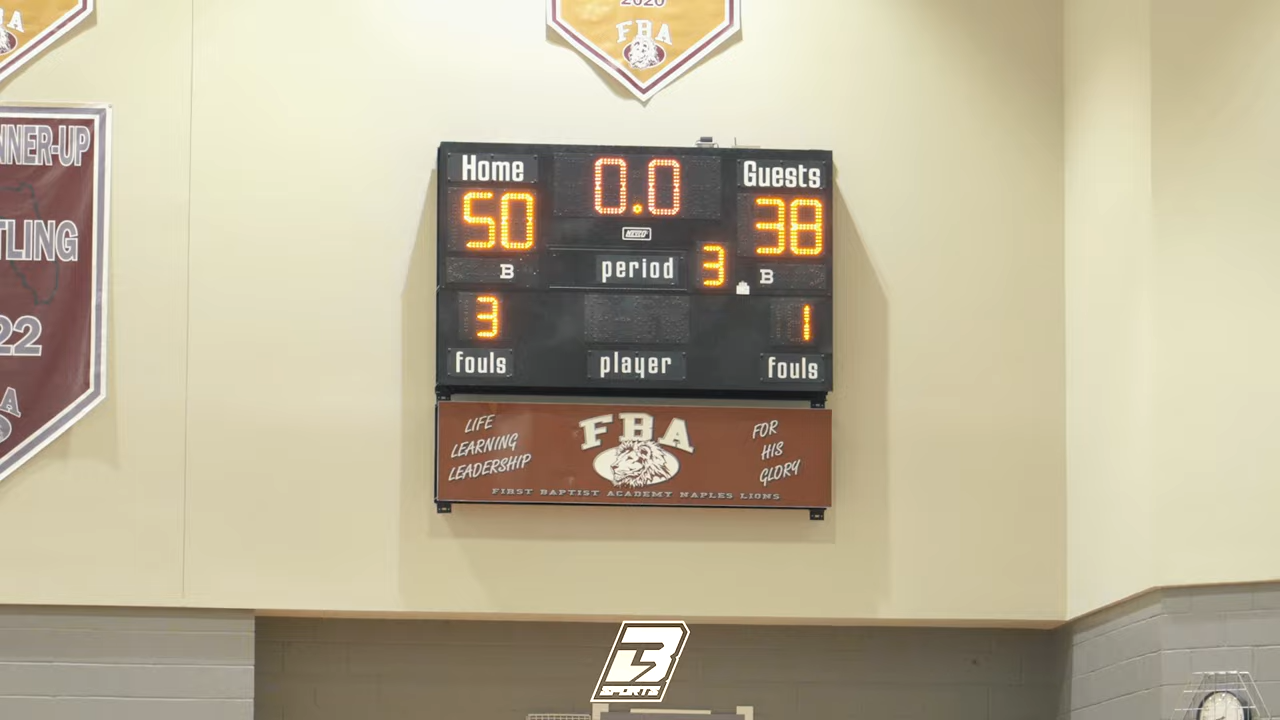 2020
FBA
NNER-UP
TLING
22
A
Home
0.0
Guests
50
38
period
3
B
B
3
1
fouls
player
fouls
LIFE
LEARNING
LEADERSHIP
FBA
FOR
HIS
GLORY
FIRST BAPTIST ACADEMY NAPLES LIONS
B
SPORTS